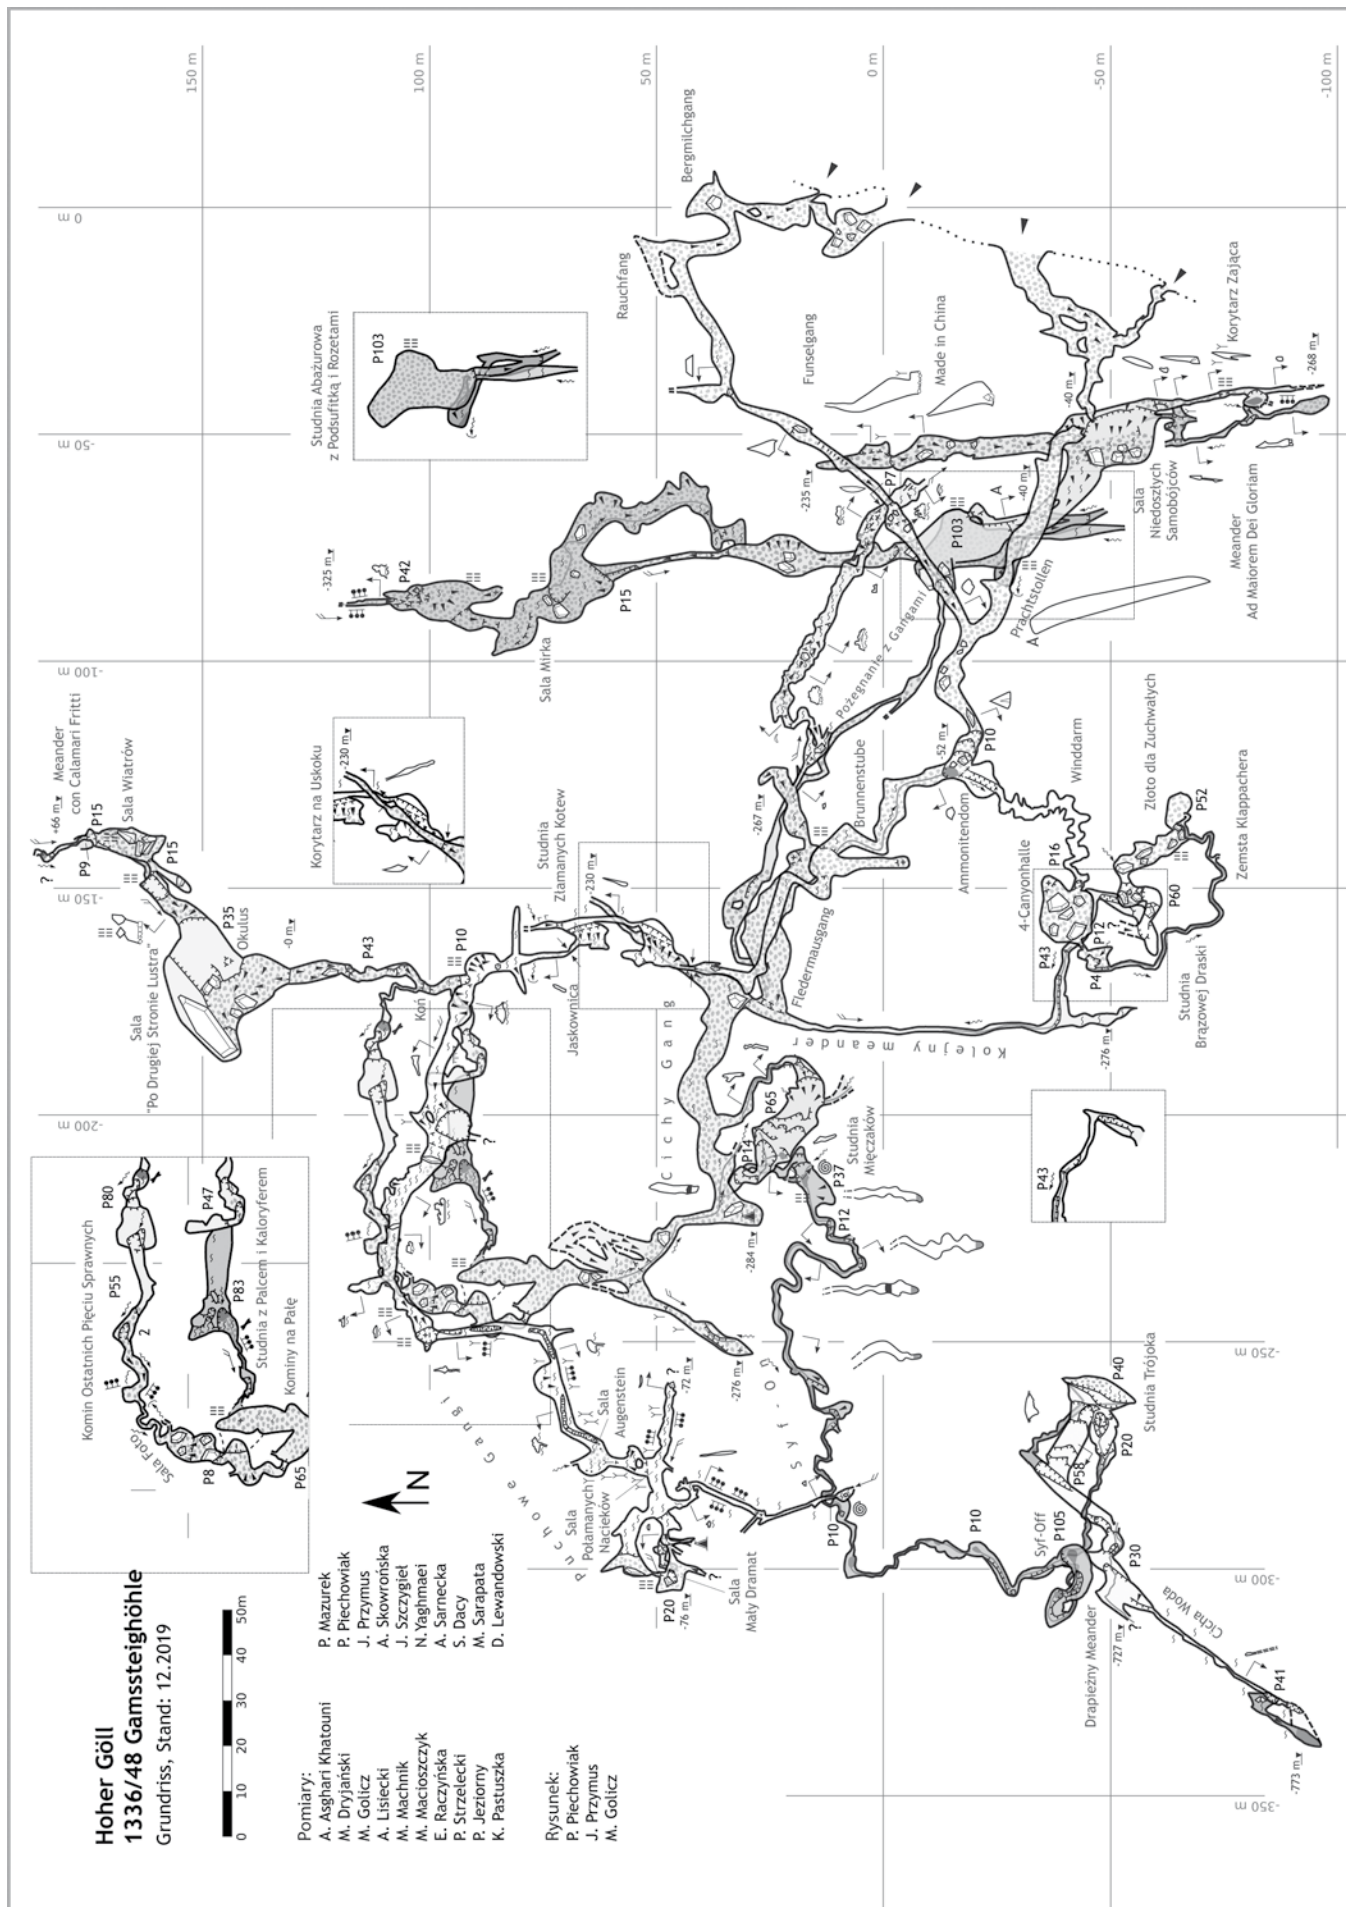 Hoher Göll
1336/48 Gamssteighöhle
Grundriss, Stand: 12.2019
0 10 20 30 40 50m
Pomiary:
A. Asghari Khatouni
M. Dryjański
M. Golicz
A. Lisiecki
M. Machnik
M. Macioszczyk
E. Raczyńska
P. Strzelecki
P. Jeziorny
K. Pastuszka
P. Mazurek
P. Piechowiak
J. Przymus
A. Skowrońska
J. Szczygieł
N.Yaghmaei
A. Sarnecka
S. Dacy
M. Sarapata
D. Lewandowski
Rysunek:
P. Piechowiak
J. Przymus
M. Golicz
N
150 m
100 m
50 m
0 m
-50 m
-100 m
0 m
-50 m
-100 m
-150 m
-200 m
-250 m
-300 m
-350 m
Komin Ostatnich Pięciu Sprawnych
P80
P55
2
P47
P83
Studnia z Palcem i Kaloryferem
Kominy na Pałę
Sala Foto
P8
P65
Sala
"Po Drugiej Stronie Lustra"
P35
Okulus
-0 m
?
+66 m
Meander
con Calamari Fritti
P15
P9
Sala Wiatrów
P15
P43
P10
Koń
Korytarz na Uskoku
-230 m
Studnia
Złamanych Kotew
-230 m
Jaskownica
Studnia Abażurowa
z Podsufitką i Rozetami
P103
-325 m
P42
Sala Mirka
P15
Rauchfang
Bergmilchgang
Funselgang
Made in China
-235 m
P7
P103
A
-40 m
-40 m
Prachtstollen
A
Pożegnanie z Gangami
Korytarz Zająca
-268 m
Sala
Niedoszłych
Samobójców
Meander
Ad Maiorem Dei Gloriam
-267 m
Brunnenstube
-52 m
P10
Ammonitendom
Winddarm
Fledermausgang
4-Canyonhalle
P16
P43
P12
P4
P60
P52
Złoto dla Zuchwałych
Zemsta Klappachera
Studnia
Brązowej Draski
-276 m
Kolejny meander
P43
Cichy Gang
P65
P14
P37
Studnia
Mięczaków
P12
-284 m
-276 m
?
Puchowe Gangi
Sala
Augenstein
-72 m
?
Sala
Połamanych
Nacieków
P20
-76 m
?
Sala
Mały Dramat
Syf-On
P10
P10
Syf-Off
P105
Drapieżny Meander
P58
P20
P40
Studnia Trójoka
P30
?
-727 m
Cicha Woda
P41
-773 m